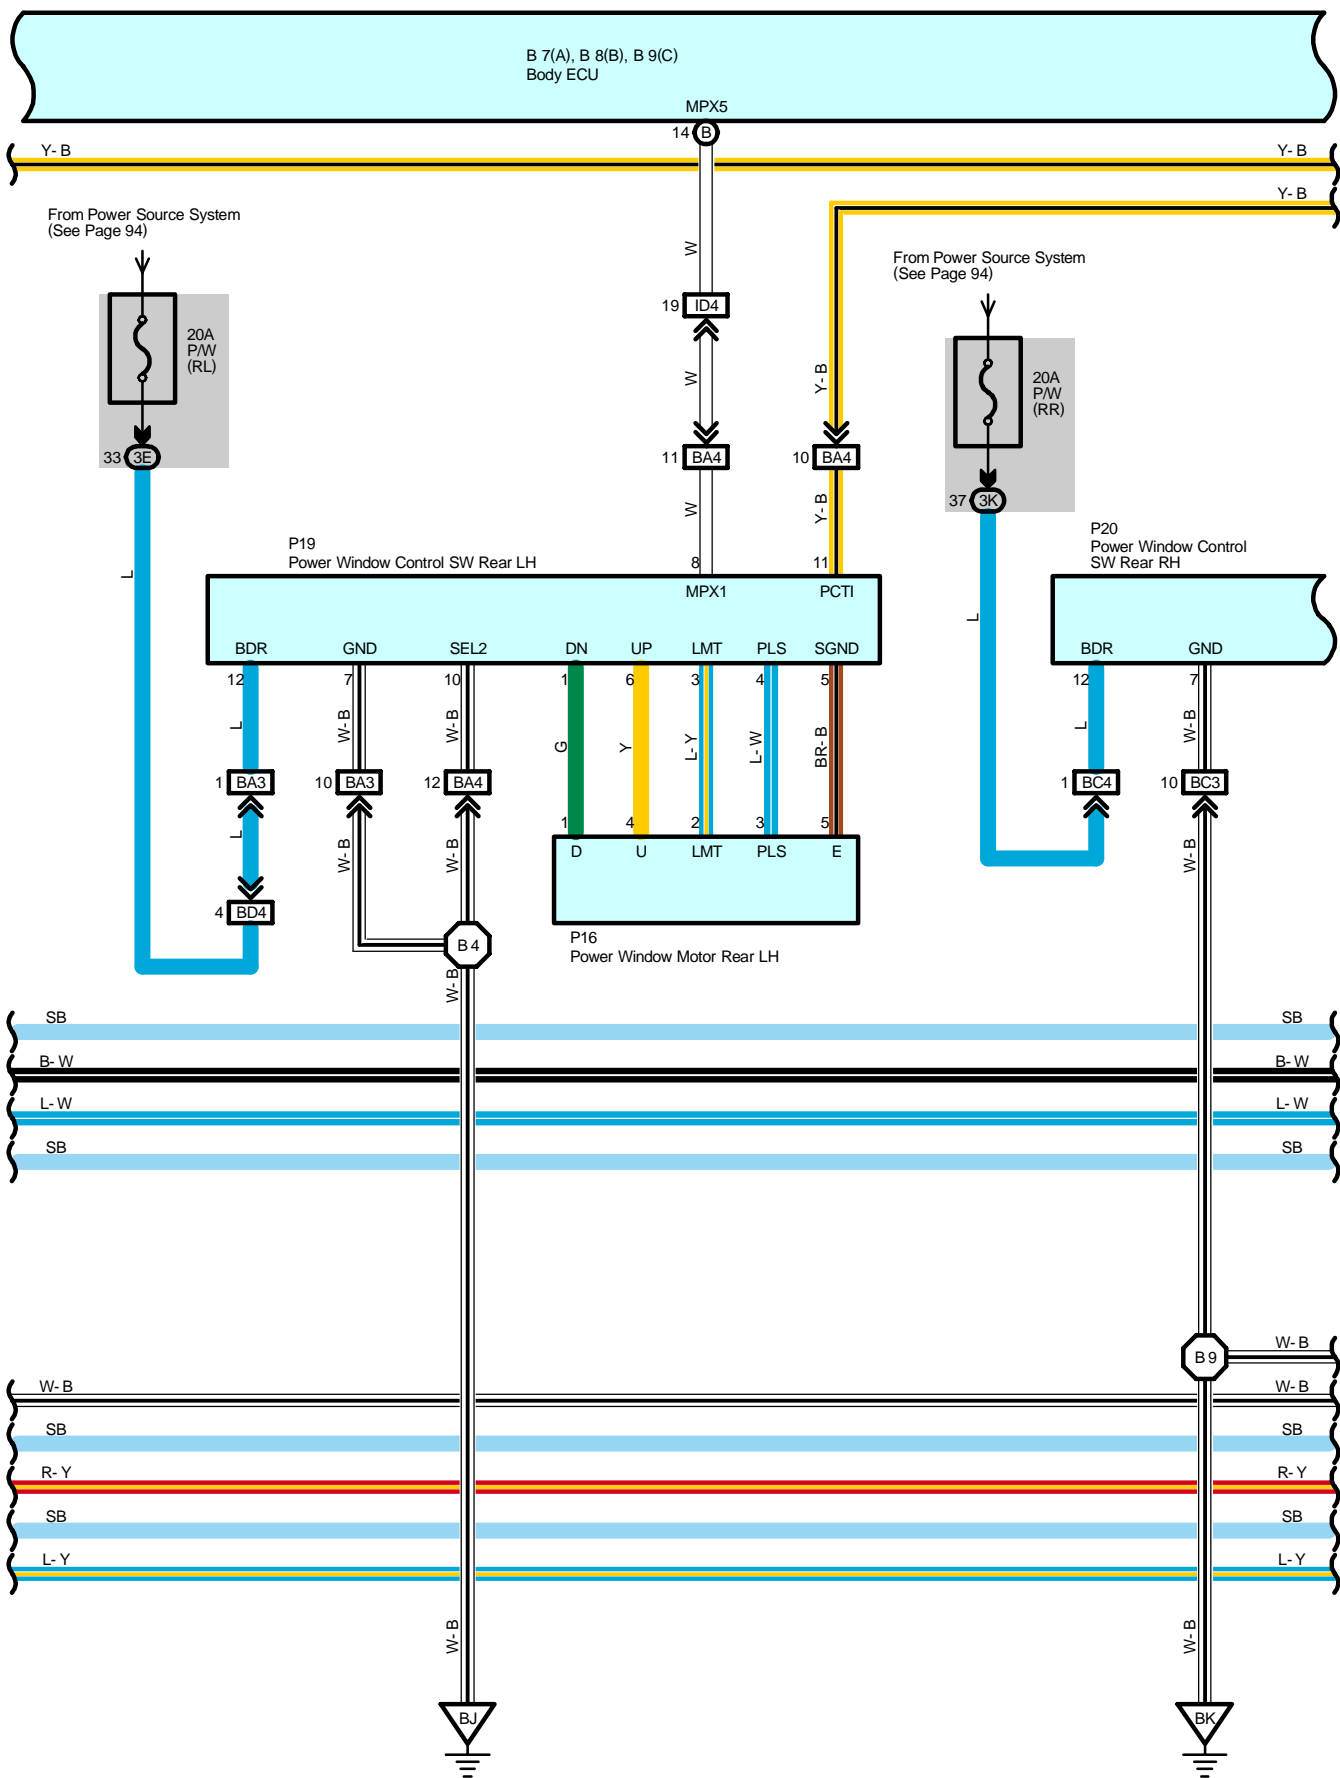 B 7(A), B 8(B), B 9(C)
Body ECU
MPX5
14 B
Y- B
Y- B
Y- B
From Power Source System
(See Page 94)
W
From Power Source System
(See Page 94)
19 ID4
20A
P/W
(RL)
W
Y- B
20A
P/W
(RR)
33 3E
11 BA4
10 BA4
37 3K
W
Y- B
P19
Power Window Control SW Rear LH
8
11
P20
Power Window Control
SW Rear RH
L
MPX1
PCTI
L
BDR
GND
SEL2
DN
UP
LMT
PLS
SGND
BDR
GND
12
7
10
1
6
3
4
5
12
7
L
W- B
W- B
G
Y
L- Y
L- W
BR- B
L
W- B
1 BA3
10 BA3
12 BA4
1 BC4
10 BC3
L
W- B
W- B
1
4
2
3
5
W- B
D
U
LMT
PLS
E
4 BD4
B 4
P16
Power Window Motor Rear LH
W- B
SB
SB
B- W
B- W
L- W
L- W
SB
SB
W- B
B 9
W- B
W- B
SB
SB
R- Y
R- Y
SB
SB
L- Y
L- Y
W- B
W- B
BJ
BK